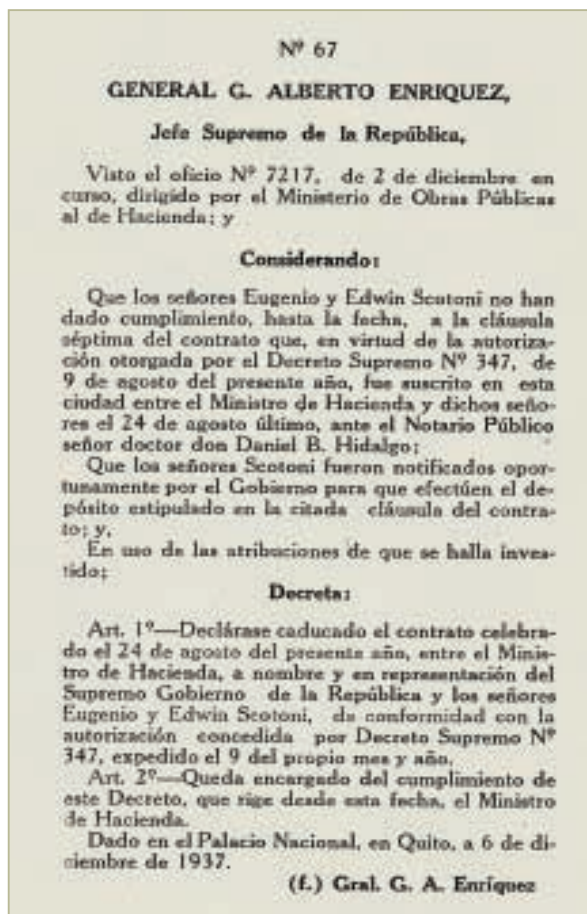 Nº 67
GENERAL G. ALBERTO ENRIQUEZ,
Jefe Supremo de la República,
Visto el oficio Nº 7217, de 2 de diciembre en
curso, dirigido por el Ministerio de Obras Públicas
al de Hacienda; y
Considerando:
Que los señores Eugenio y Edwin Scotoni no han
dado cumplimiento, hasta la fecha, a la cláusula
séptima del contrato que, en virtud de la autoriza-
ción otorgada por el Decreto Supremo Nº 347, de
9 de agosto del presente año, fue suscrito en esta
ciudad entre el Ministro de Hacienda y dichos seño-
res el 24 de agosto último, ante el Notario Público
señor doctor don Daniel B. Hidalgo;
Que los señores Scotoni fueron notificados opor-
tunamente por el Gobierno para que efectúen el de-
pósito estipulado en la citada cláusula del contra-
to; y,
En uso de las atribuciones de que se halla inves-
tido;
Decreta:
Art. 1º—Declárase caducado el contrato celebra-
do el 24 de agosto del presente año, entre el Minis-
tro de Hacienda, a nombre y en representación del
Supremo Gobierno de la República y los señores
Eugenio y Edwin Scotoni, de conformidad con la
autorización concedida por Decreto Supremo Nº
347, expedido el 9 del propio mes y año.
Art. 2º—Queda encargado del cumplimiento de
este Decreto, que rige desde esta fecha, el Ministro
de Hacienda.
Dado en el Palacio Nacional, en Quito, a 6 de di-
ciembre de 1937.
(f.) Gral. G. A. Enríquez